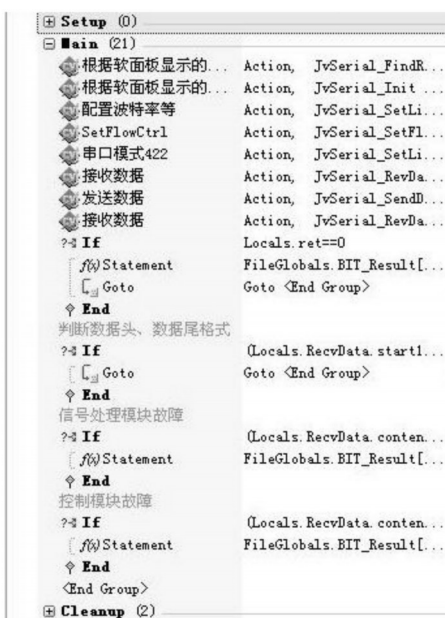 Setup (0)
Main (21)
根据软面板显示的... Action, JvSerial_FindR...
根据软面板显示的... Action, JvSerial_Init ...
配置波特率等 Action, JvSerial_SetLi...
SetFlowCtrl Action, JvSerial_SetFl...
串口模式422 Action, JvSerial_SetLi...
接收数据 Action, JvSerial_RevDa...
发送数据 Action, JvSerial_SendD...
接收数据 Action, JvSerial_RevDa...
If Locals.ret==0
f(x) Statement FileGlobals.BIT_Result[...
Goto Goto <End Group>
End
判断数据头、数据尾格式
If (Locals.RecvData.start1...
Goto Goto <End Group>
End
信号处理模块故障
If (Locals.RecvData.conten...
f(x) Statement FileGlobals.BIT_Result[...
End
控制模块故障
If (Locals.RecvData.conten...
f(x) Statement FileGlobals.BIT_Result[...
End
<End Group>
Cleanup (2)